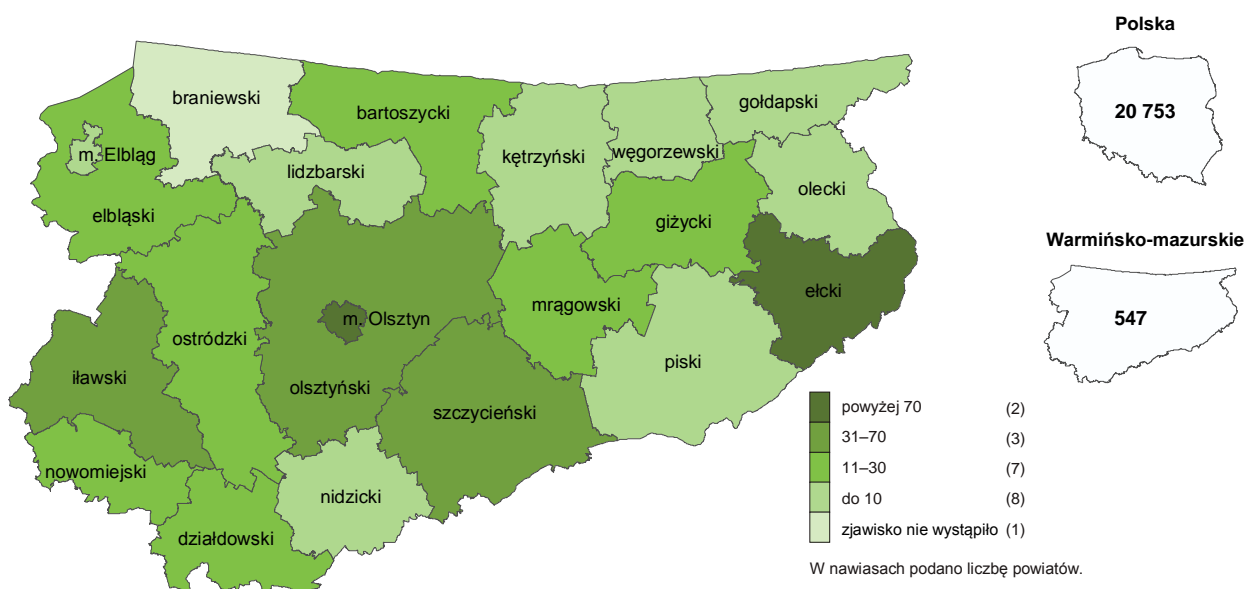 Polska
20 753
Warmińsko-mazurskie
547
braniewski
bartoszycki
gołdapski
m. Elbląg
lidzbarski
kętrzyński
węgorzewski
olecki
elbląski
giżycki
ełcki
mrągowski
m. Olsztyn
ostródzki
piski
iławski
olsztyński
szczycieński
nowomiejski
nidzicki
działdowski
powyżej 70 (2)
31–70 (3)
11–30 (7)
do 10 (8)
zjawisko nie wystąpiło (1)
W nawiasach podano liczbę powiatów.